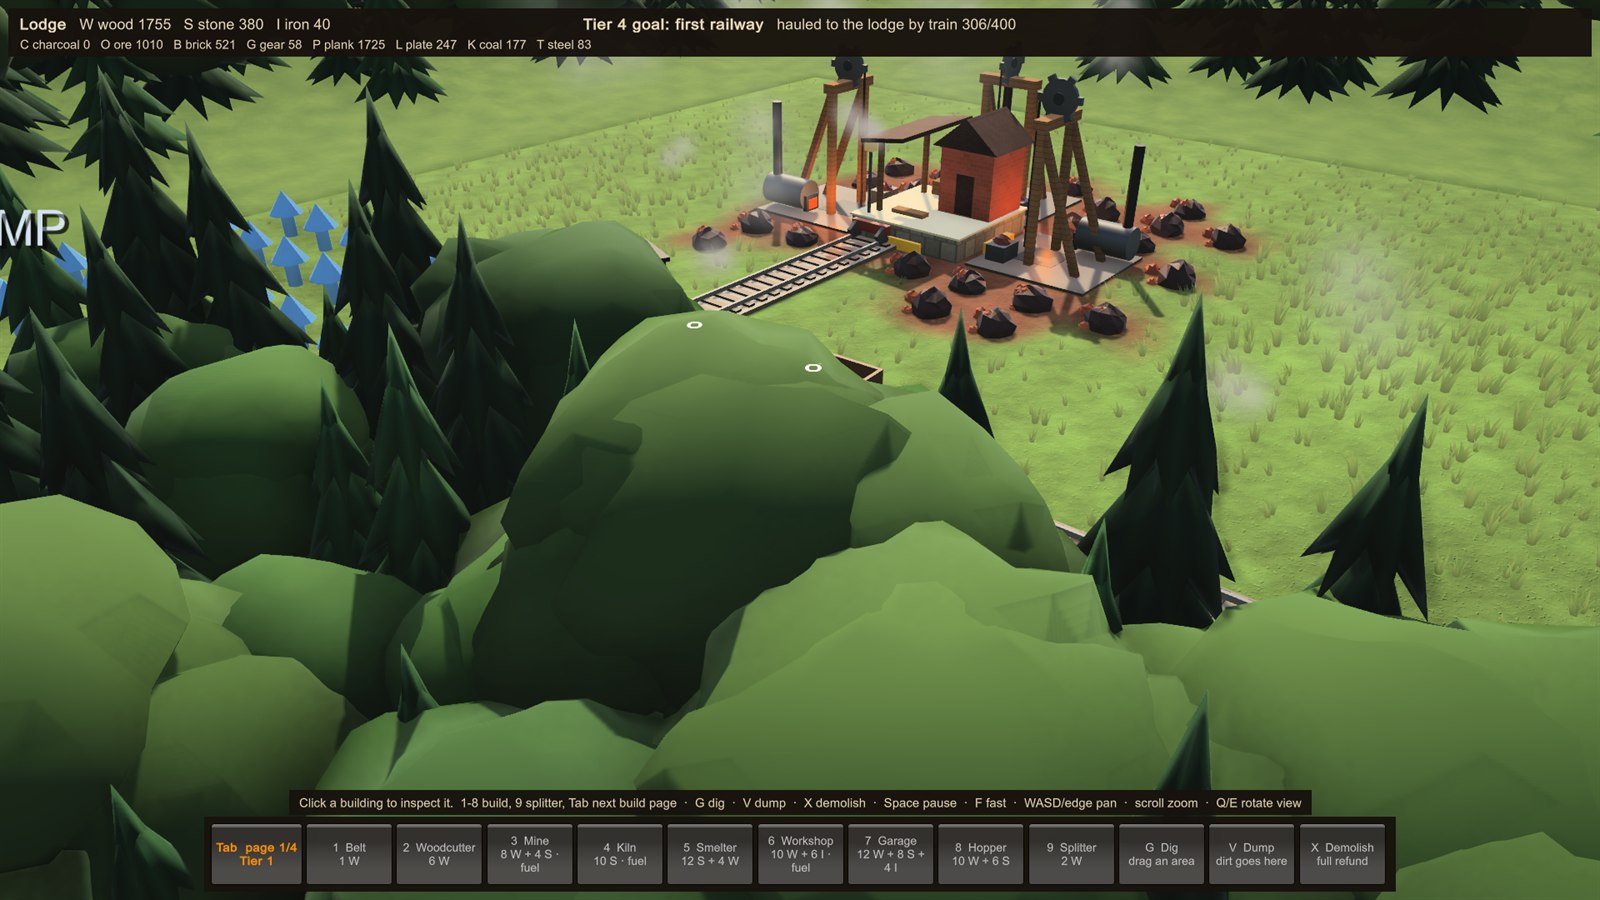 Lodge W wood 1755 S stone 380 I iron 40
Tier 4 goal: first railway hauled to the lodge by train 306/400
C charcoal 0 O ore 1010 B brick 521 G gear 58 P plank 1725 L plate 247 K coal 177 T steel 83
MP
Click a building to inspect it. 1-8 build, 9 splitter, Tab next build page · G dig · V dump · X demolish · Space pause · F fast · WASD/edge pan · scroll zoom · Q/E rotate view
Tab page 1/4
Tier 1
1 Belt
1 W
2 Woodcutter
6 W
3 Mine
8 W + 4 S ·
fuel
4 Kiln
10 S · fuel
5 Smelter
12 S + 4 W
6 Workshop
10 W + 6 I ·
fuel
7 Garage
12 W + 8 S +
4 I
8 Hopper
10 W + 6 S
9 Splitter
2 W
G Dig
drag an area
V Dump
dirt goes here
X Demolish
full refund